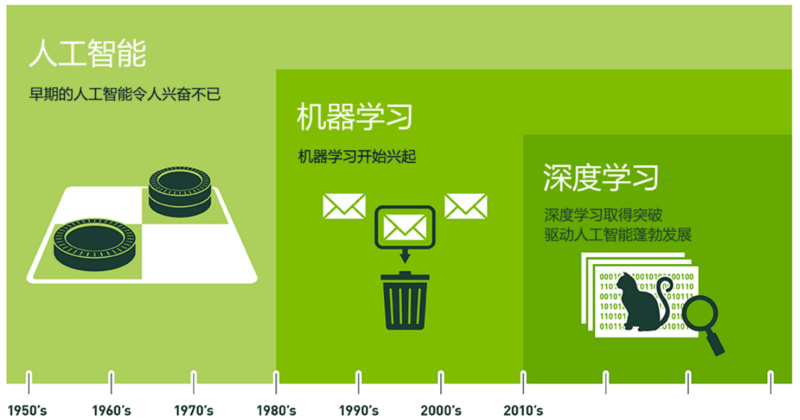 人工智能
早期的人工智能令人兴奋不已
机器学习
机器学习开始兴起
深度学习
深度学习取得突破
驱动人工智能蓬勃发展
1950's
1960's
1970's
1980's
1990's
2000's
2010's